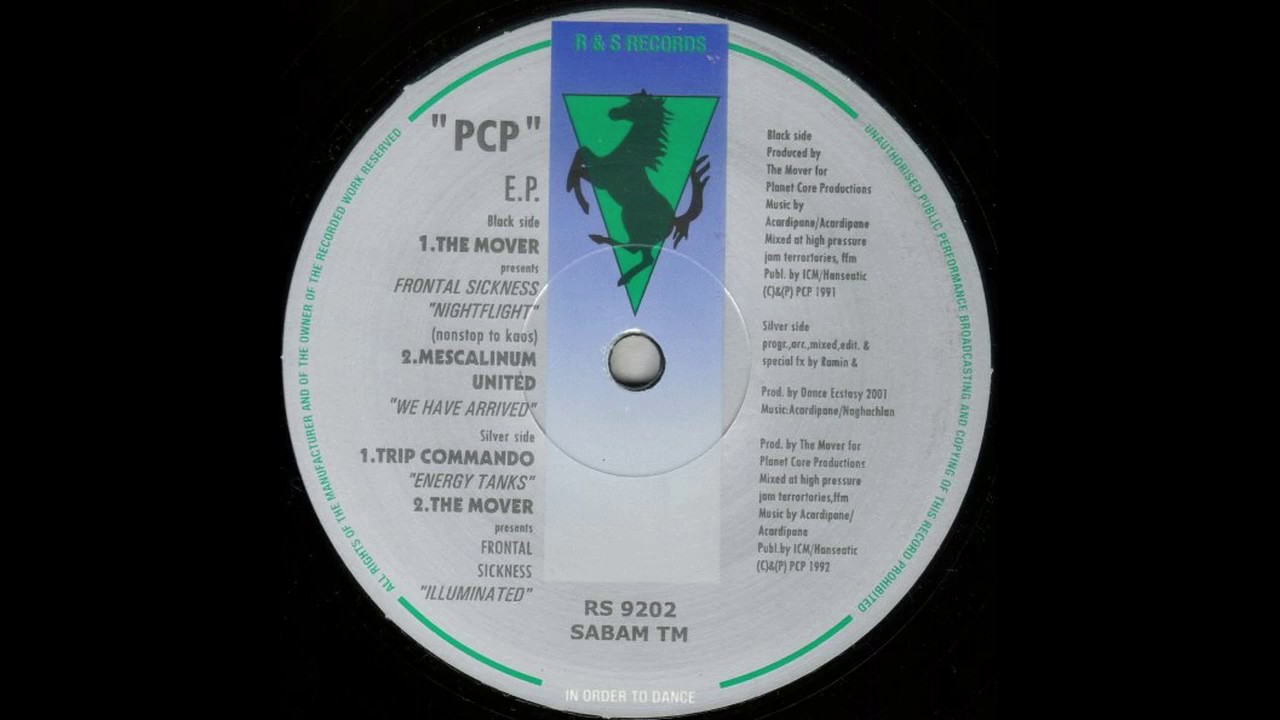 R & S RECORDS
"PCP"
E.P.
Black side
1.THE MOVER
presents
FRONTAL SICKNESS
"NIGHTFLIGHT"
(nonstop to kaos)
2.MESCALINUM
UNITED
"WE HAVE ARRIVED"
Silver side
1.TRIP COMMANDO
"ENERGY TANKS"
2.THE MOVER
presents
FRONTAL
SICKNESS
"ILLUMINATED"
Black side
Produced by
The Mover for
Planet Core Productions
Music by
Acardipane/Acardipane
Mixed at high pressure
jam terrortories, ffm
Publ. by ICM/Hanseatic
(C)&(P) PCP 1991
Silver side
progr.,arr.,mixed,edit. &
special fx by Ramin &
Prod. by Dance Ecstasy 2001
Music:Acardipane/Naghachian
Prod. by The Mover for
Planet Core Productions
Mixed at high pressure
jam terrortories,ffm
Music by Acardipane/
Acardipane
Publ.by ICM/Hanseatic
(C)&(P) PCP 1992
RS 9202
SABAM TM
IN ORDER TO DANCE
ALL RIGHTS OF THE MANUFACTURER AND OF THE OWNER OF THE RECORDED WORK RESERVED
UNAUTHORISED PUBLIC PERFORMANCE BROADCASTING AND COPYING OF THIS RECORD PROHIBITED